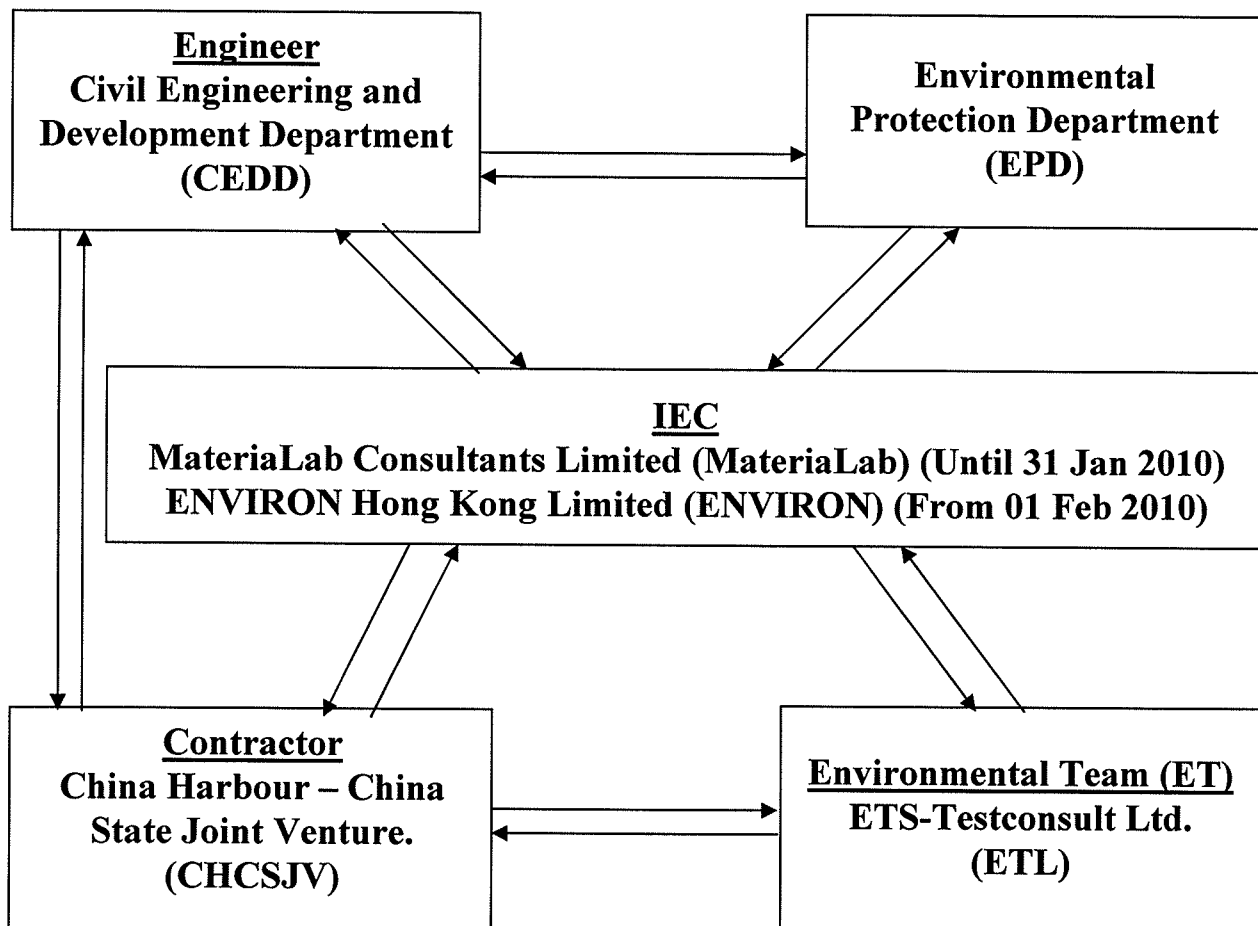 Engineer
Civil Engineering and
Development Department
(CEDD)
Environmental
Protection Department
(EPD)
IEC
MateriaLab Consultants Limited (MateriaLab) (Until 31 Jan 2010)
ENVIRON Hong Kong Limited (ENVIRON) (From 01 Feb 2010)
Contractor
China Harbour – China
State Joint Venture.
(CHCSJV)
Environmental Team (ET)
ETS-Testconsult Ltd.
(ETL)